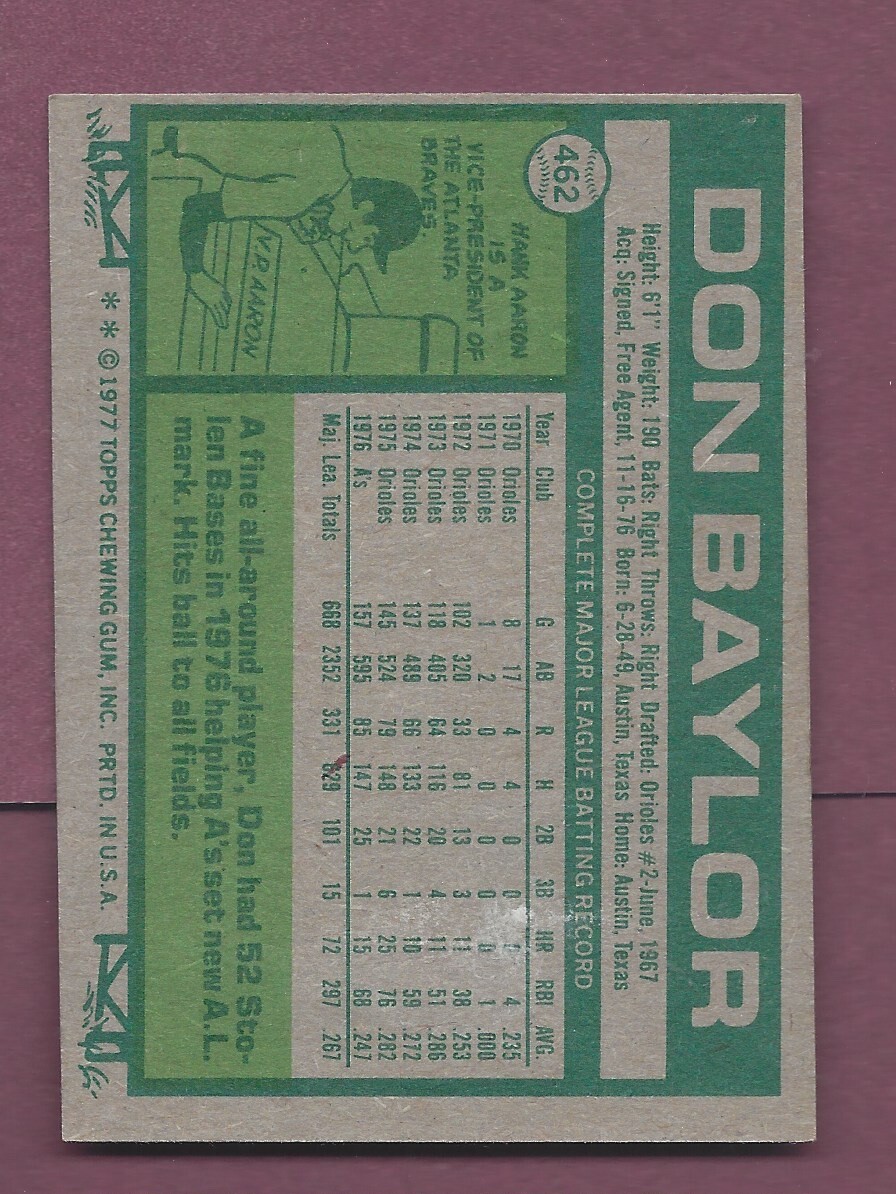 462
DON BAYLOR
Height: 6'1" Weight: 190 Bats: Right Throws: Right Drafted: Orioles #2-June, 1967
Acq: Signed, Free Agent, 11-16-76 Born: 6-28-49, Austin, Texas Home: Austin, Texas
HANK AARON
IS A
VICE-PRESIDENT OF
THE ATLANTA
BRAVES.
V.P. AARON
COMPLETE MAJOR LEAGUE BATTING RECORD
Year Club G AB R H 2B 3B HR RBI AVG.
1970 Orioles 8 17 4 4 0 0 4 .235
1971 Orioles 1 2 0 0 0 0 0 1 .000
1972 Orioles 102 320 33 81 13 3 11 38 .253
1973 Orioles 118 405 64 116 20 4 11 51 .286
1974 Orioles 137 489 66 133 22 1 10 59 .272
1975 Orioles 145 524 79 148 21 6 25 76 .282
1976 A's 157 595 85 147 25 1 15 68 .247
Maj. Lea. Totals 668 2352 331 629 101 15 72 297 .267
A fine all-around player, Don had 52 Sto-
len Bases in 1976 helping A's set new A.L.
mark. Hits ball to all fields.
* * ©1977 TOPPS CHEWING GUM, INC. PRTD. IN U.S.A.